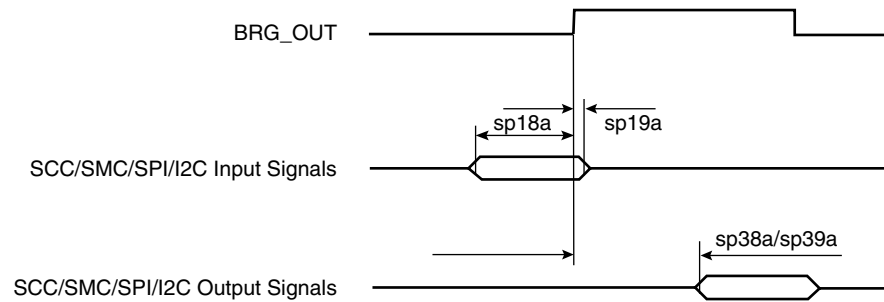 BRG_OUT
sp18a
sp19a
SCC/SMC/SPI/I2C Input Signals
sp38a/sp39a
SCC/SMC/SPI/I2C Output Signals